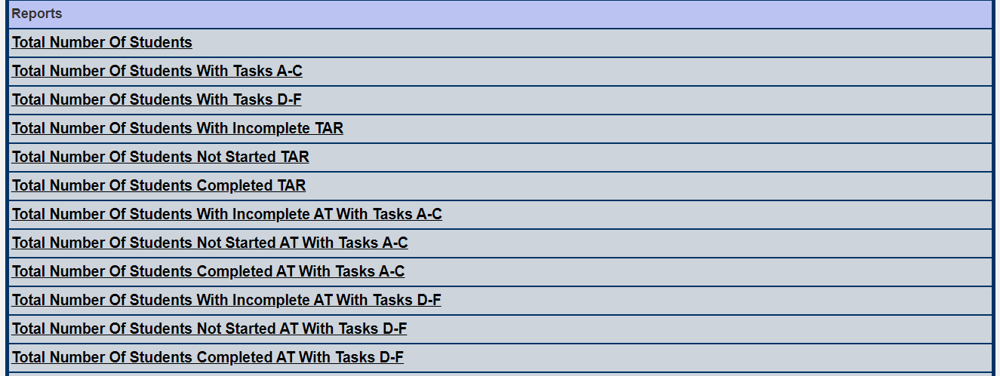 Reports
Total Number Of Students
Total Number Of Students With Tasks A-C
Total Number Of Students With Tasks D-F
Total Number Of Students With Incomplete TAR
Total Number Of Students Not Started TAR
Total Number Of Students Completed TAR
Total Number Of Students With Incomplete AT With Tasks A-C
Total Number Of Students Not Started AT With Tasks A-C
Total Number Of Students Completed AT With Tasks A-C
Total Number Of Students With Incomplete AT With Tasks D-F
Total Number Of Students Not Started AT With Tasks D-F
Total Number Of Students Completed AT With Tasks D-F